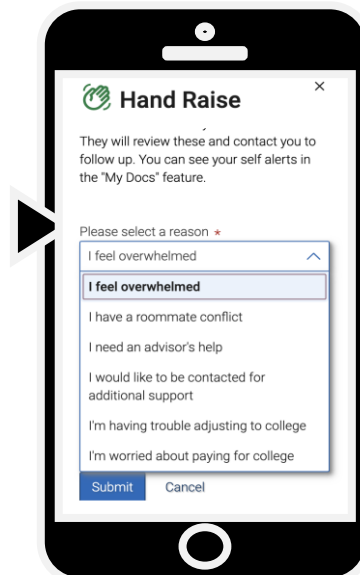 Hand Raise
They will review these and contact you to
follow up. You can see your self alerts in
the "My Docs" feature.
Please select a reason *
I feel overwhelmed
I feel overwhelmed
I have a roommate conflict
I need an advisor's help
I would like to be contacted for
additional support
I'm having trouble adjusting to college
I'm worried about paying for college
Submit Cancel